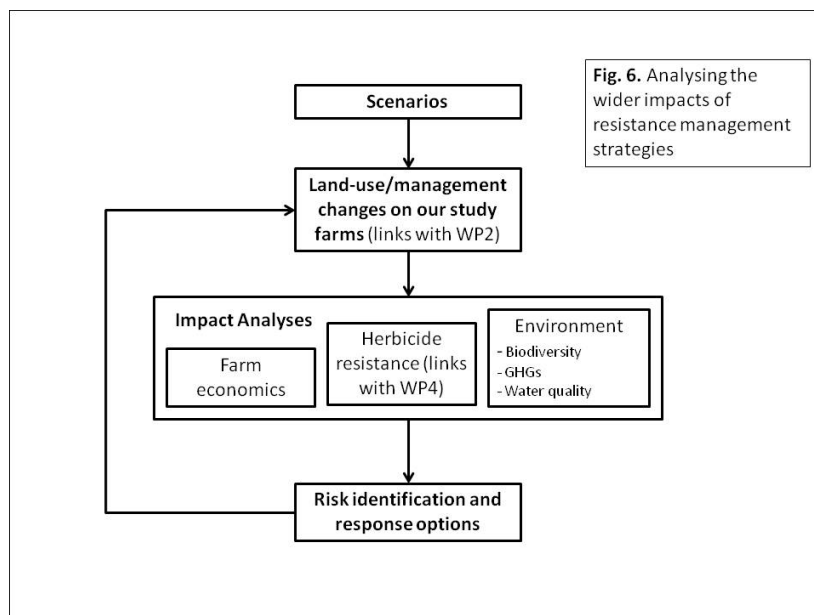 Fig. 6. Analysing the
wider impacts of
resistance management
strategies
Scenarios
Land-use/management
changes on our study
farms (links with WP2)
Impact Analyses
Farm
economics
Herbicide
resistance (links
with WP4)
Environment
- Biodiversity
- GHGs
- Water quality
Risk identification and
response options